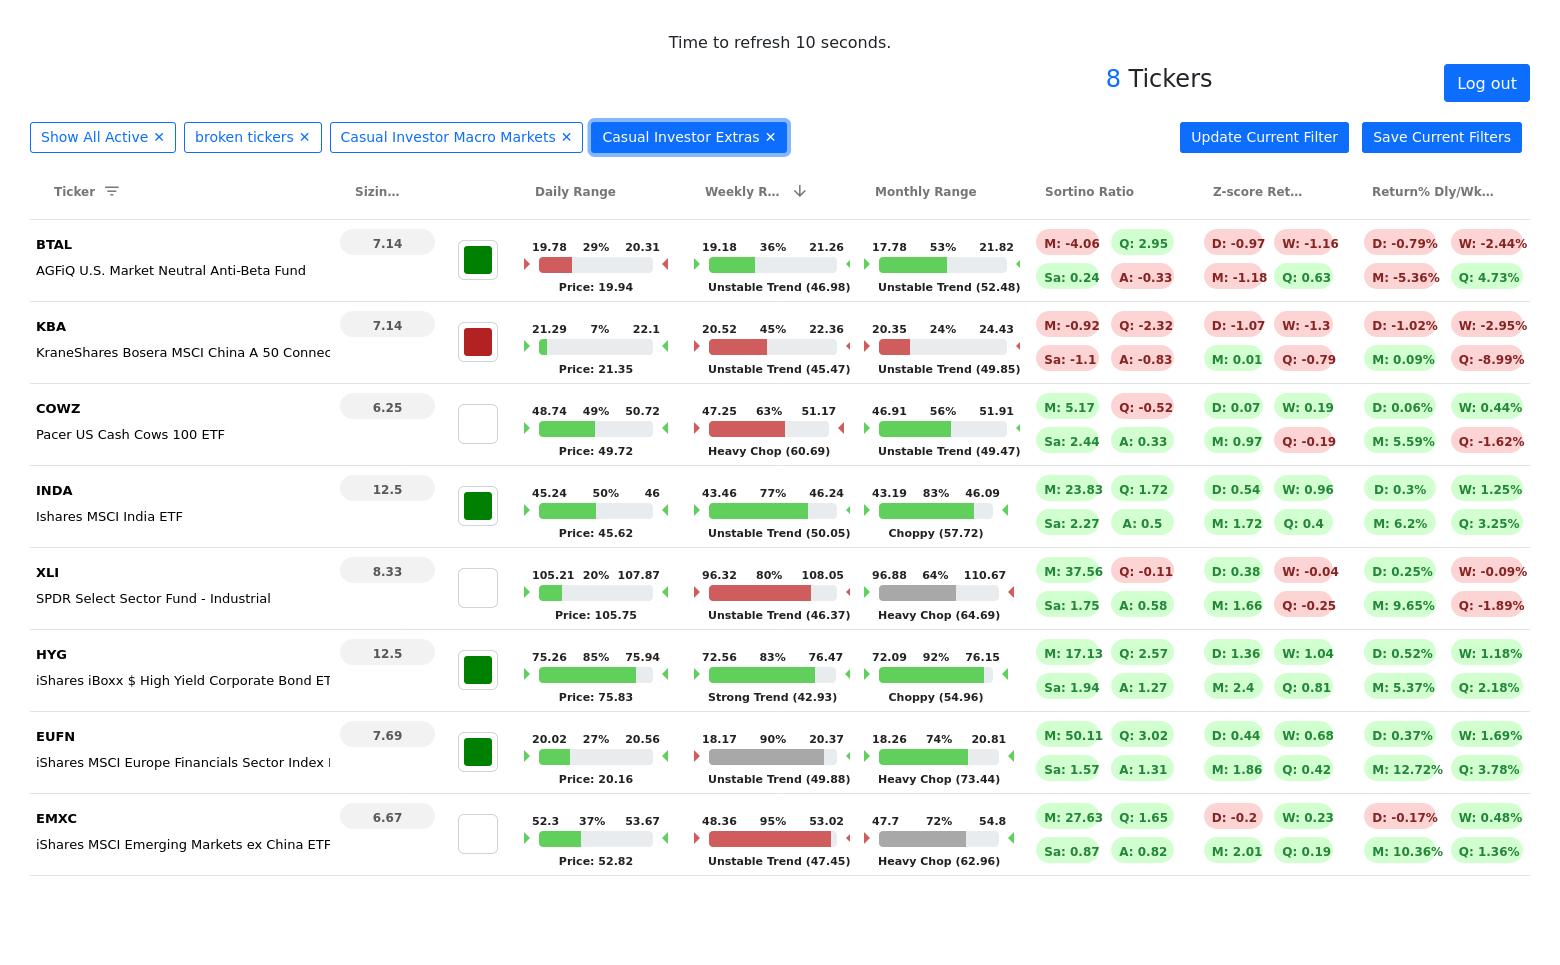 Time to refresh 10 seconds.
8 Tickers
Log out
Show All Active ✕ broken tickers ✕ Casual Investor Macro Markets ✕ Casual Investor Extras ✕ Update Current Filter Save Current Filters
Ticker Sizin... Daily Range Weekly R... Monthly Range Sortino Ratio Z-score Ret... Return% Dly/Wk...
BTAL 7.14 19.78 29% 20.31 19.18 36% 21.26 17.78 53% 21.82 M: -4.06 Q: 2.95 D: -0.97 W: -1.16 D: -0.79% W: -2.44%
AGFiQ U.S. Market Neutral Anti-Beta Fund Sa: 0.24 A: -0.33 M: -1.18 Q: 0.63 M: -5.36% Q: 4.73%
Price: 19.94 Unstable Trend (46.98) Unstable Trend (52.48)
KBA 7.14 21.29 7% 22.1 20.52 45% 22.36 20.35 24% 24.43 M: -0.92 Q: -2.32 D: -1.07 W: -1.3 D: -1.02% W: -2.95%
KraneShares Bosera MSCI China A 50 Connec Sa: -1.1 A: -0.83 M: 0.01 Q: -0.79 M: 0.09% Q: -8.99%
Price: 21.35 Unstable Trend (45.47) Unstable Trend (49.85)
COWZ 6.25 48.74 49% 50.72 47.25 63% 51.17 46.91 56% 51.91 M: 5.17 Q: -0.52 D: 0.07 W: 0.19 D: 0.06% W: 0.44%
Pacer US Cash Cows 100 ETF Sa: 2.44 A: 0.33 M: 0.97 Q: -0.19 M: 5.59% Q: -1.62%
Price: 49.72 Heavy Chop (60.69) Unstable Trend (49.47)
INDA 12.5 45.24 50% 46 43.46 77% 46.24 43.19 83% 46.09 M: 23.83 Q: 1.72 D: 0.54 W: 0.96 D: 0.3% W: 1.25%
Ishares MSCI India ETF Sa: 2.27 A: 0.5 M: 1.72 Q: 0.4 M: 6.2% Q: 3.25%
Price: 45.62 Unstable Trend (50.05) Choppy (57.72)
XLI 8.33 105.21 20% 107.87 96.32 80% 108.05 96.88 64% 110.67 M: 37.56 Q: -0.11 D: 0.38 W: -0.04 D: 0.25% W: -0.09%
SPDR Select Sector Fund - Industrial Sa: 1.75 A: 0.58 M: 1.66 Q: -0.25 M: 9.65% Q: -1.89%
Price: 105.75 Unstable Trend (46.37) Heavy Chop (64.69)
HYG 12.5 75.26 85% 75.94 72.56 83% 76.47 72.09 92% 76.15 M: 17.13 Q: 2.57 D: 1.36 W: 1.04 D: 0.52% W: 1.18%
iShares iBoxx $ High Yield Corporate Bond ET Sa: 1.94 A: 1.27 M: 2.4 Q: 0.81 M: 5.37% Q: 2.18%
Price: 75.83 Strong Trend (42.93) Choppy (54.96)
EUFN 7.69 20.02 27% 20.56 18.17 90% 20.37 18.26 74% 20.81 M: 50.11 Q: 3.02 D: 0.44 W: 0.68 D: 0.37% W: 1.69%
iShares MSCI Europe Financials Sector Index Sa: 1.57 A: 1.31 M: 1.86 Q: 0.42 M: 12.72% Q: 3.78%
Price: 20.16 Unstable Trend (49.88) Heavy Chop (73.44)
EMXC 6.67 52.3 37% 53.67 48.36 95% 53.02 47.7 72% 54.8 M: 27.63 Q: 1.65 D: -0.2 W: 0.23 D: -0.17% W: 0.48%
iShares MSCI Emerging Markets ex China ETF Sa: 0.87 A: 0.82 M: 2.01 Q: 0.19 M: 10.36% Q: 1.36%
Price: 52.82 Unstable Trend (47.45) Heavy Chop (62.96)